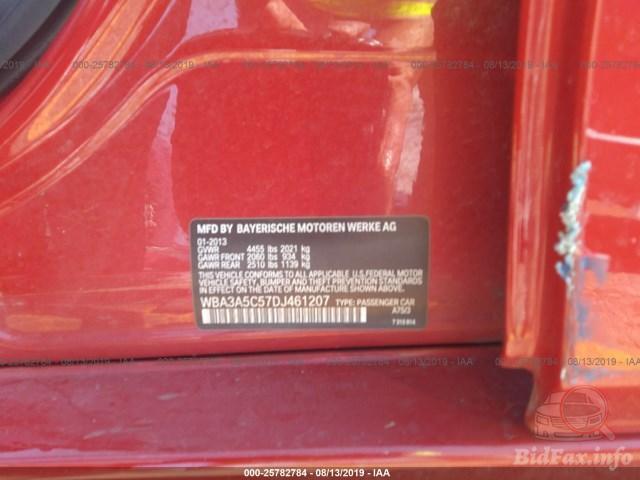 000-25782784 - 08/13/2019 - IAA
MFD BY BAYERISCHE MOTOREN WERKE AG
01-2013
GVWR 4455 lbs 2021 kg
GAWR FRONT 2060 lbs 934 kg
GAWR REAR 2510 lbs 1139 kg
THIS VEHICLE CONFORMS TO ALL APPLICABLE U.S. FEDERAL MOTOR
VEHICLE SAFETY, BUMPER AND THEFT PREVENTION STANDARDS IN
EFFECT ON THE DATE OF MANUFACTURE SHOWN ABOVE.
WBA3A5C57DJ461207 TYPE: PASSENGER CAR
A75/3
BidFax.info
000-25782784 - 08/13/2019 - IAA